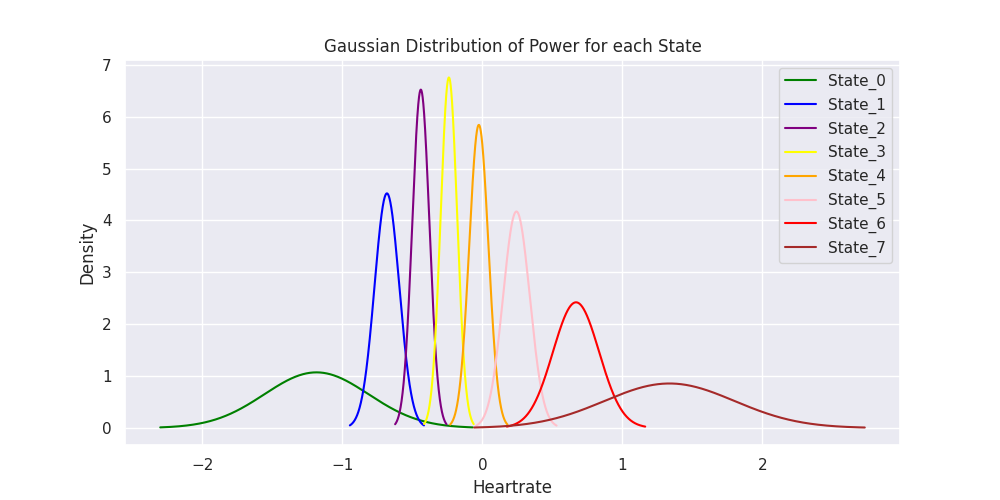 Gaussian Distribution of Power for each State
7
6
5
4
3
2
1
0
Density
−2
−1
0
1
2
Heartrate
State_0
State_1
State_2
State_3
State_4
State_5
State_6
State_7